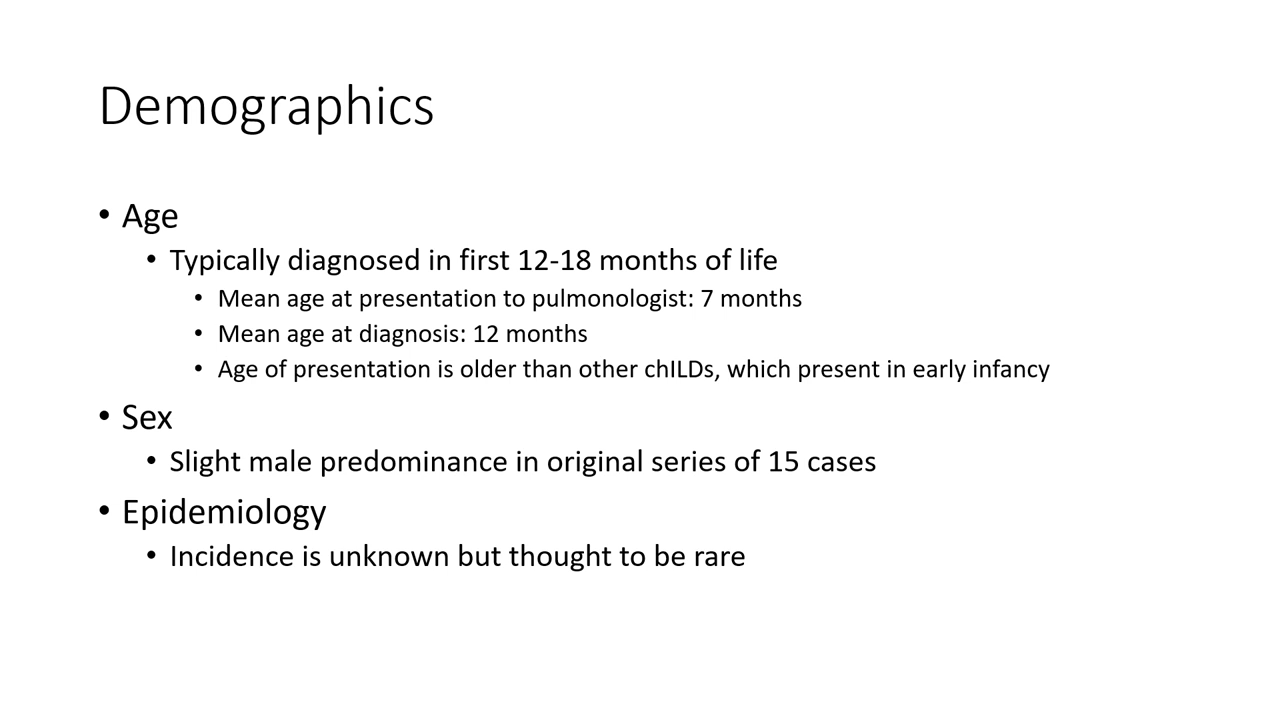 Demographics
• Age
• Typically diagnosed in first 12-18 months of life
• Mean age at presentation to pulmonologist: 7 months
• Mean age at diagnosis: 12 months
• Age of presentation is older than other chILDs, which present in early infancy
• Sex
• Slight male predominance in original series of 15 cases
• Epidemiology
• Incidence is unknown but thought to be rare